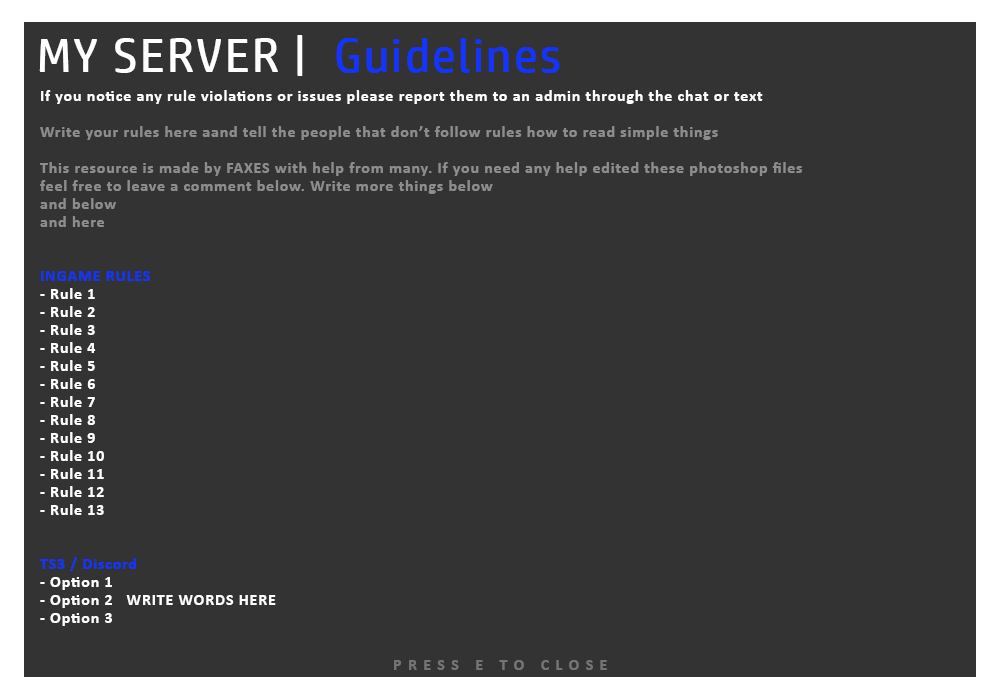 MY SERVER | Guidelines
If you notice any rule violations or issues please report them to an admin through the chat or text
Write your rules here aand tell the people that don’t follow rules how to read simple things
This resource is made by FAXES with help from many. If you need any help edited these photoshop files
feel free to leave a comment below. Write more things below
and below
and here
INGAME RULES
- Rule 1
- Rule 2
- Rule 3
- Rule 4
- Rule 5
- Rule 6
- Rule 7
- Rule 8
- Rule 9
- Rule 10
- Rule 11
- Rule 12
- Rule 13
TS3 / Discord
- Option 1
- Option 2 WRITE WORDS HERE
- Option 3
PRESS E TO CLOSE